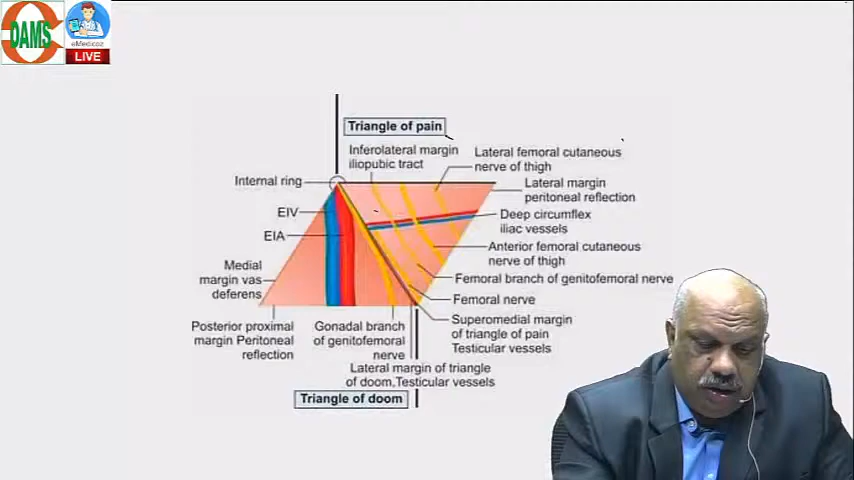 DAMS
eMedicoz
LIVE
Triangle of pain
Inferolateral margin
iliopubic tract
Lateral femoral cutaneous
nerve of thigh
Internal ring
Lateral margin
peritoneal reflection
EIV
Deep circumflex
iliac vessels
EIA
Anterior femoral cutaneous
nerve of thigh
Medial
margin vas
deferens
Femoral branch of genitofemoral nerve
Femoral nerve
Posterior proximal
margin Peritoneal
reflection
Gonadal branch
of genitofemoral
nerve
Superomedial margin
of triangle of pain
Testicular vessels
Lateral margin of triangle
of doom,Testicular vessels
Triangle of doom